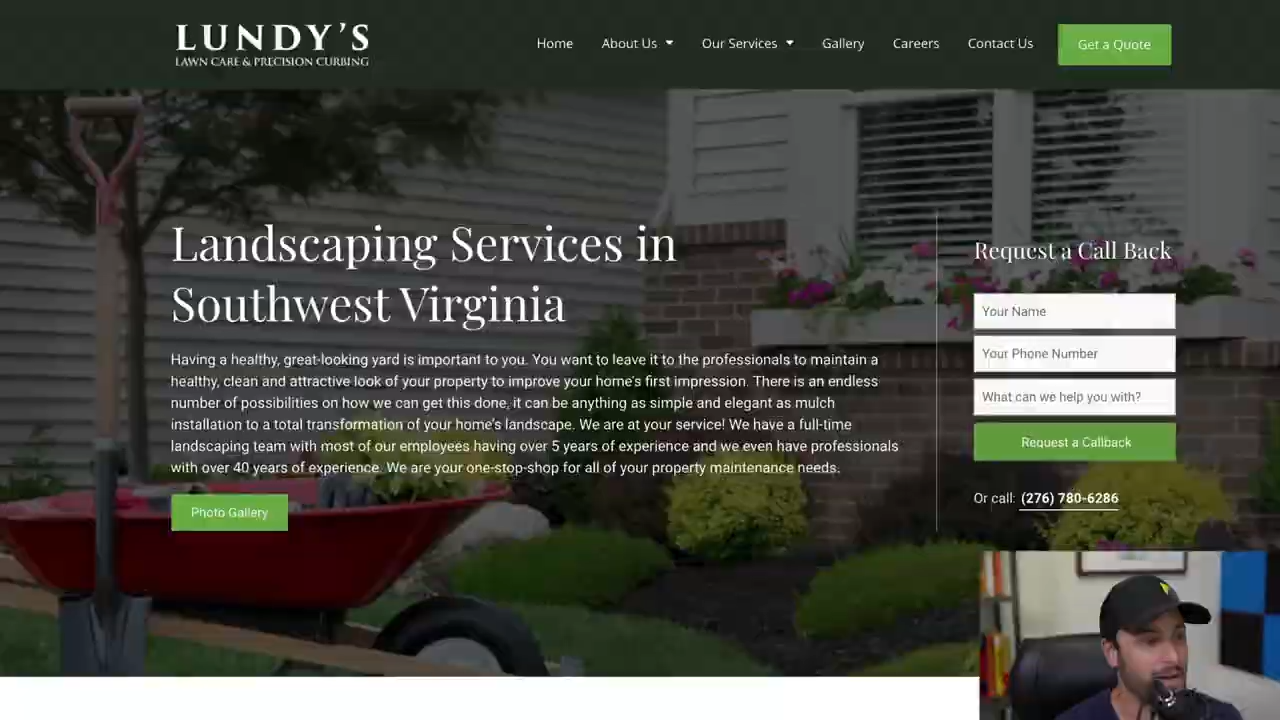 LUNDY'S
LAWN CARE & PRECISION CURBING
Home
About Us
Our Services
Gallery
Careers
Contact Us
Get a Quote
Landscaping Services in
Southwest Virginia
Having a healthy, great-looking yard is important to you. You want to leave it to the professionals to maintain a
healthy, clean and attractive look of your property to improve your home's first impression. There is an endless
number of possibilities on how we can get this done, it can be anything as simple and elegant as mulch
installation to a total transformation of your home's landscape. We are at your service! We have a full-time
landscaping team with most of our employees having over 5 years of experience and we even have professionals
with over 40 years of experience. We are your one-stop-shop for all of your property maintenance needs.
Photo Gallery
Request a Call Back
Your Name
Your Phone Number
What can we help you with?
Request a Callback
Or call: (276) 780-6286